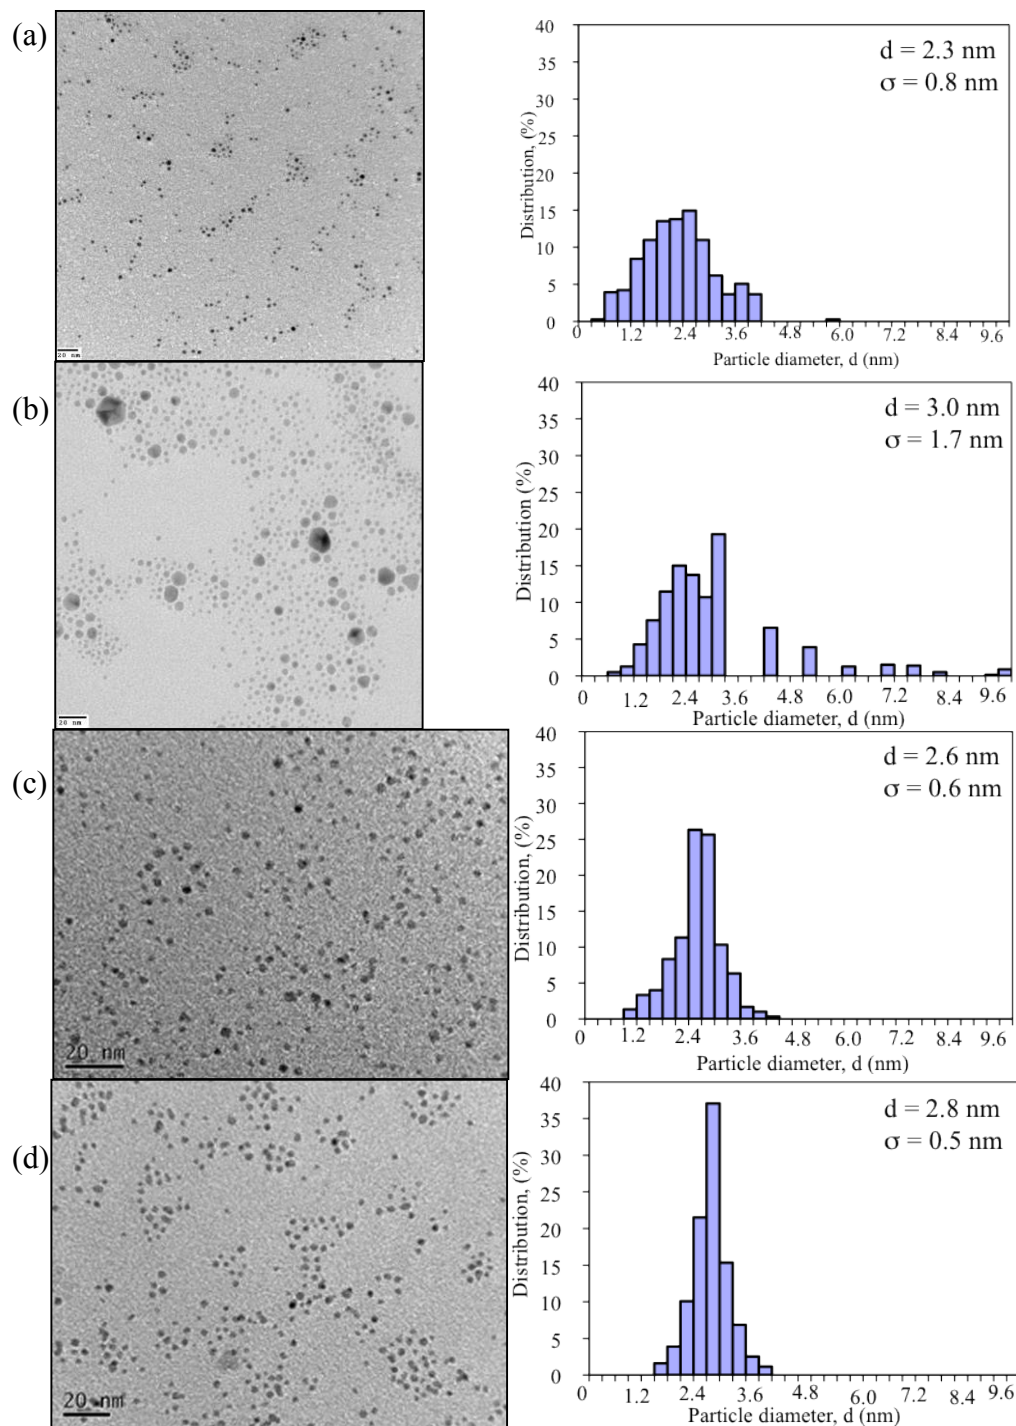 (a)
20 nm
d = 2.3 nm
σ = 0.8 nm
Distribution, (%)
40
35
30
25
20
15
10
5
0
0 1.2 2.4 3.6 4.8 6.0 7.2 8.4 9.6
Particle diameter, d (nm)
(b)
20 nm
d = 3.0 nm
σ = 1.7 nm
Distribution (%)
40
35
30
25
20
15
10
5
0
0 1.2 2.4 3.6 4.8 6.0 7.2 8.4 9.6
Particle diameter, d (nm)
(c)
20 nm
d = 2.6 nm
σ = 0.6 nm
Distribution, (%)
40
35
30
25
20
15
10
5
0
0 1.2 2.4 3.6 4.8 6.0 7.2 8.4 9.6
Particle diameter, d (nm)
(d)
20 nm
d = 2.8 nm
σ = 0.5 nm
Distribution, (%)
40
35
30
25
20
15
10
5
0
0 1.2 2.4 3.6 4.8 6.0 7.2 8.4 9.6
Particle diameter, d (nm)